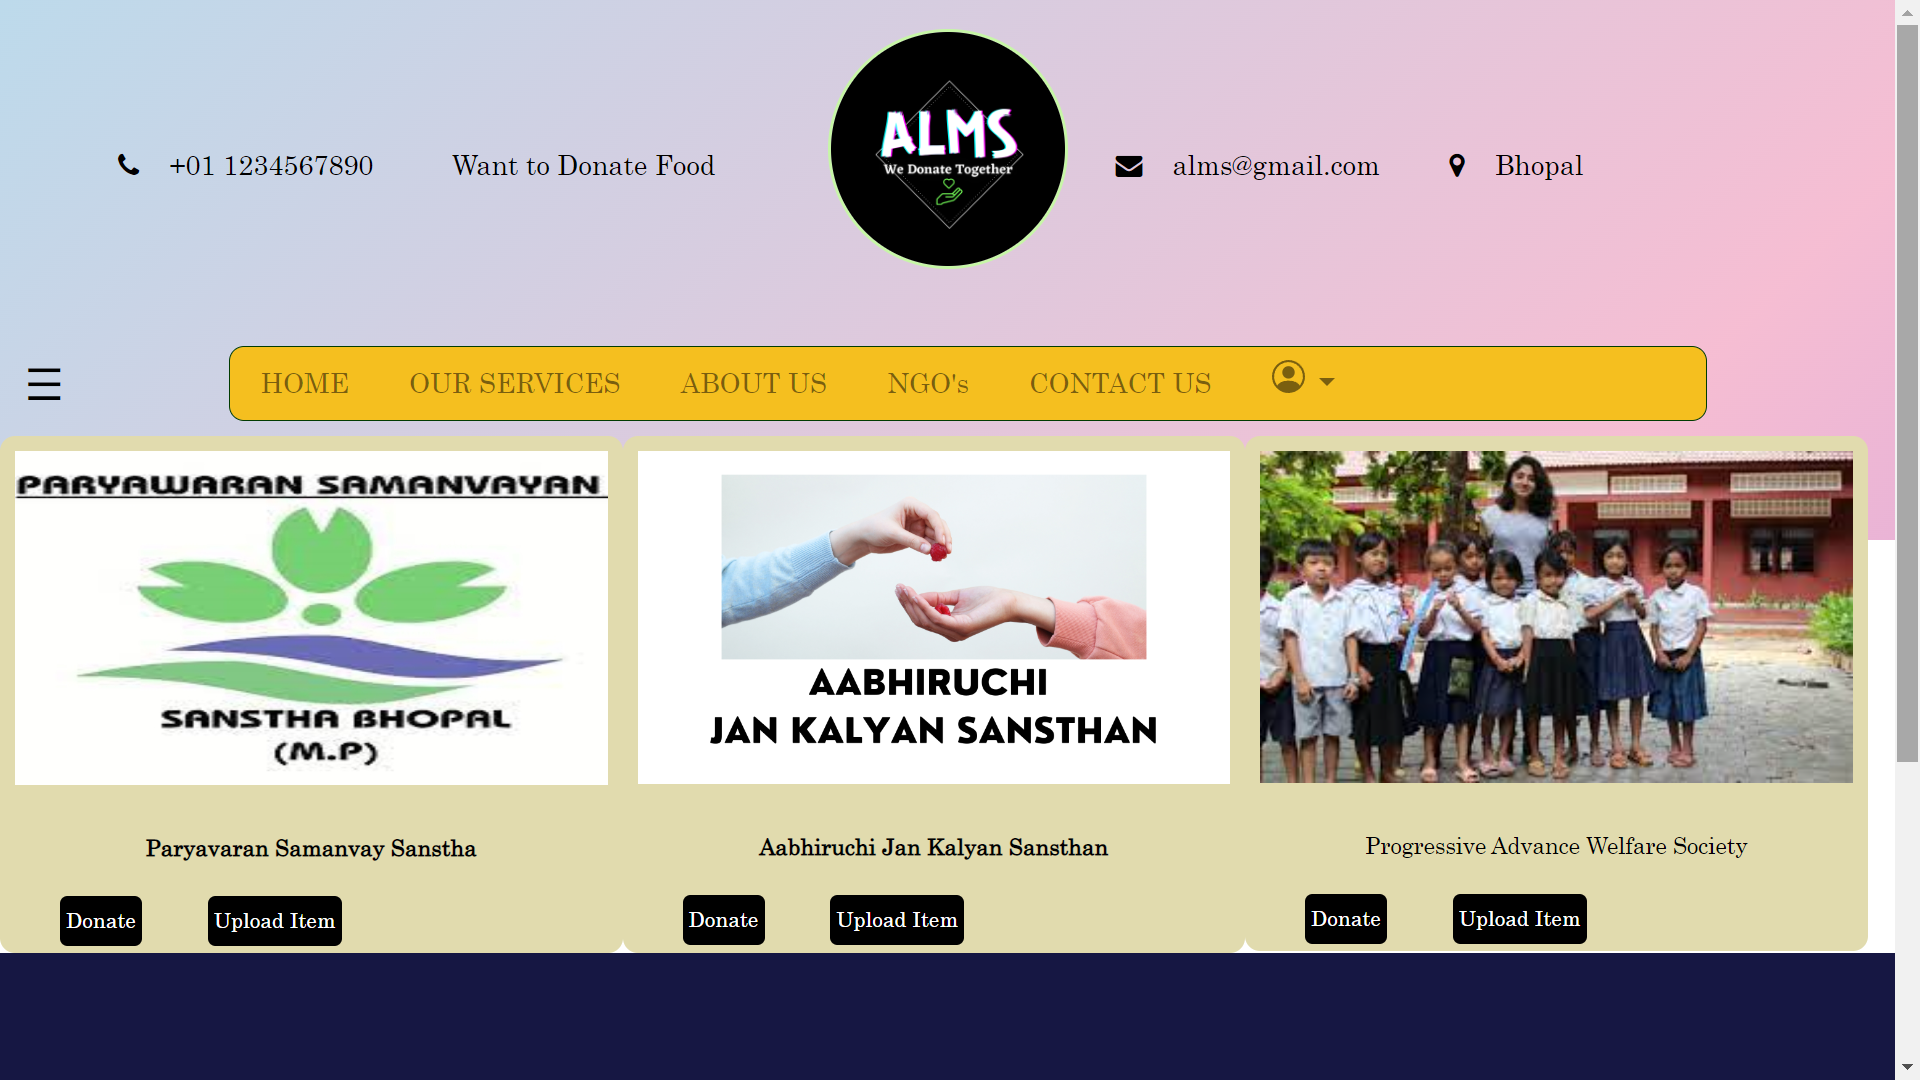 +01 1234567890
Want to Donate Food
ALMS
We Donate Together
alms@gmail.com
Bhopal
HOME
OUR SERVICES
ABOUT US
NGO's
CONTACT US
PARYAWARAN SAMANVAYAN
SANSTHA BHOPAL
(M.P)
Paryavaran Samanvay Sanstha
Donate
Upload Item
AABHIRUCHI
JAN KALYAN SANSTHAN
Aabhiruchi Jan Kalyan Sansthan
Donate
Upload Item
Progressive Advance Welfare Society
Donate
Upload Item